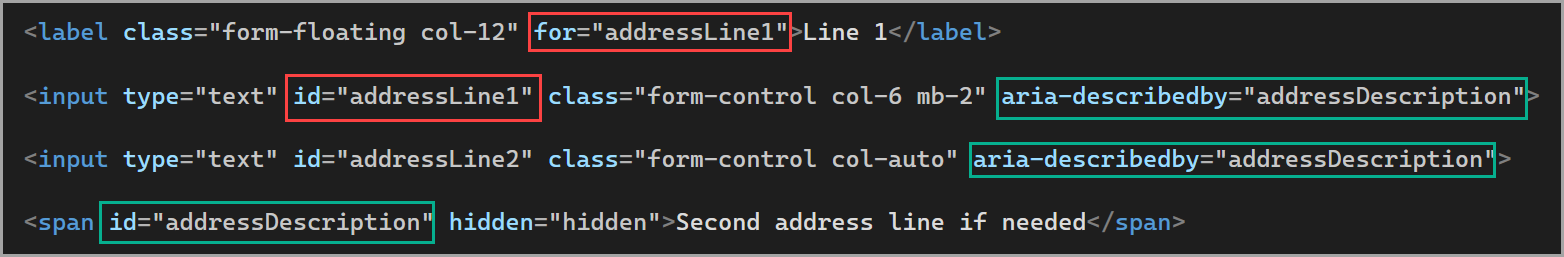 <label class="form-floating col-12" for="addressLine1">Line 1</label>
<input type="text" id="addressLine1" class="form-control col-6 mb-2" aria-describedby="addressDescription">
<input type="text" id="addressLine2" class="form-control col-auto" aria-describedby="addressDescription">
<span id="addressDescription" hidden="hidden">Second address line if needed</span>